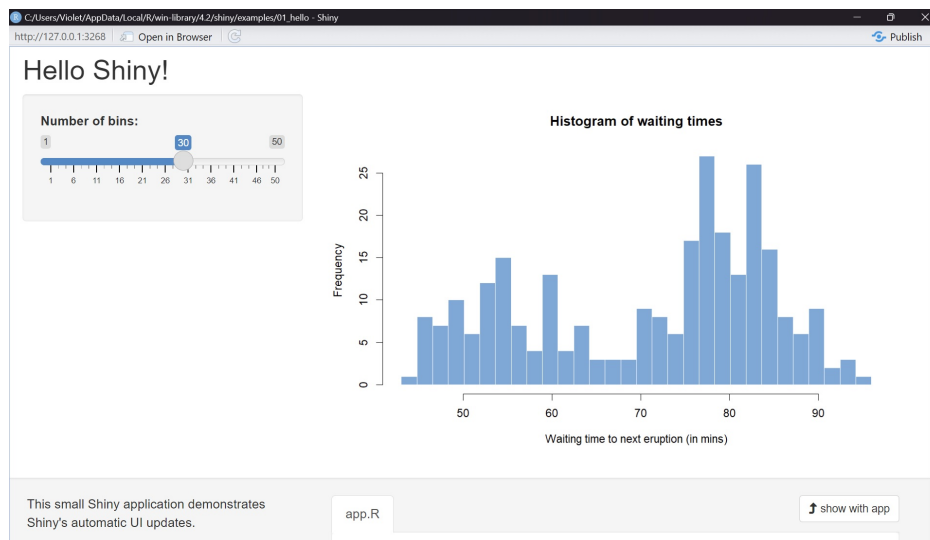 C:/Users/Violet/AppData/Local/R/win-library/4.2/shiny/examples/01_hello - Shiny
http://127.0.0.1:3268 Open in Browser Publish
Hello Shiny!
Number of bins:
1 30 50
1 6 11 16 21 26 31 36 41 46 50
Histogram of waiting times
Frequency
25
20
15
10
5
0
50 60 70 80 90
Waiting time to next eruption (in mins)
This small Shiny application demonstrates
Shiny's automatic UI updates.
app.R
show with app